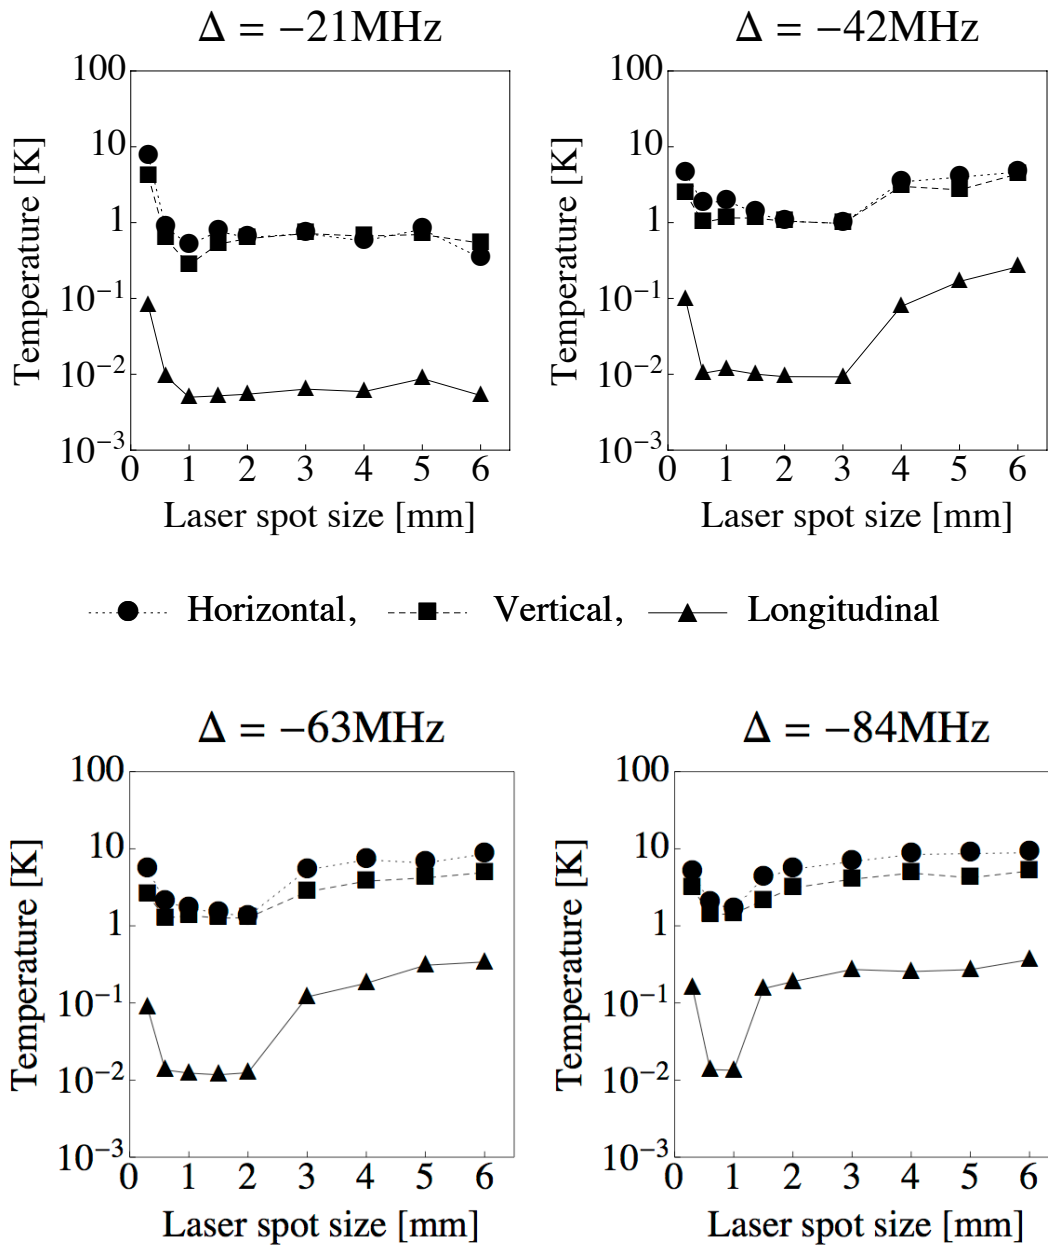 Δ = −21MHz
Temperature [K]
100
10
1
10−1
10−2
10−3
0 1 2 3 4 5 6
Laser spot size [mm]
Δ = −42MHz
Temperature [K]
100
10
1
10−1
10−2
10−3
0 1 2 3 4 5 6
Laser spot size [mm]
Horizontal, Vertical, Longitudinal
Δ = −63MHz
Temperature [K]
100
10
1
10−1
10−2
10−3
0 1 2 3 4 5 6
Laser spot size [mm]
Δ = −84MHz
Temperature [K]
100
10
1
10−1
10−2
10−3
0 1 2 3 4 5 6
Laser spot size [mm]